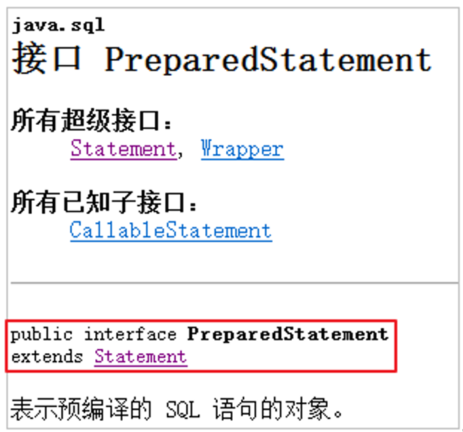 java.sql
接口 PreparedStatement
所有超级接口：
Statement, Wrapper
所有已知子接口：
CallableStatement
public interface PreparedStatement
extends Statement
表示预编译的 SQL 语句的对象。